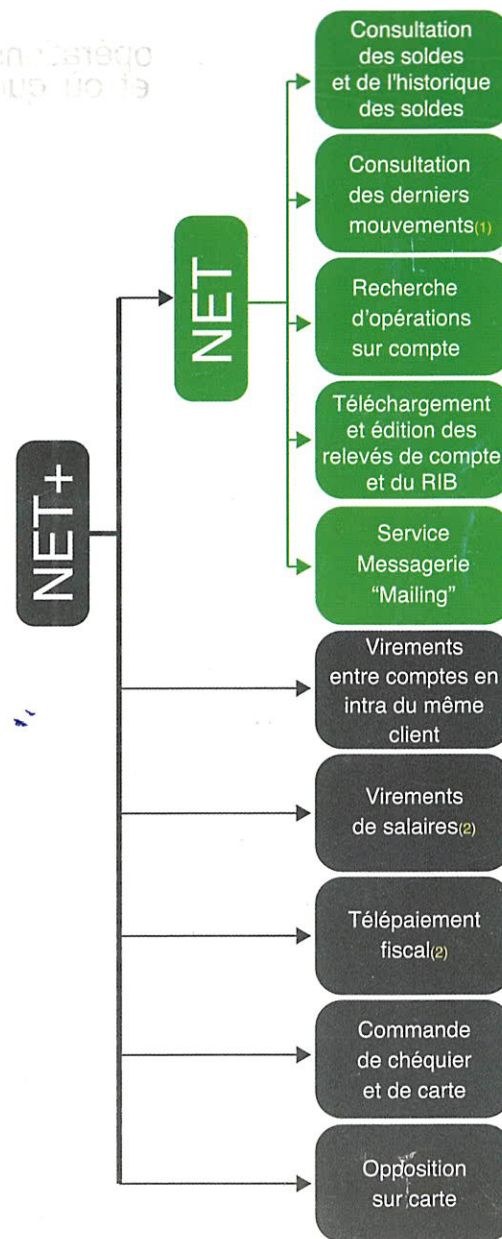 NET+
NET
Consultation
des soldes
et de l'historique
des soldes
Consultation
des derniers
mouvements(1)
Recherche
d'opérations
sur compte
Téléchargement
et édition des
relevés de compte
et du RIB
Service
Messagerie
“Mailing”
Virements
entre comptes en
intra du même
client
Virements
de salaires(2)
Télépaiement
fiscal(2)
Commande
de chéquier
et de carte
Opposition
sur carte